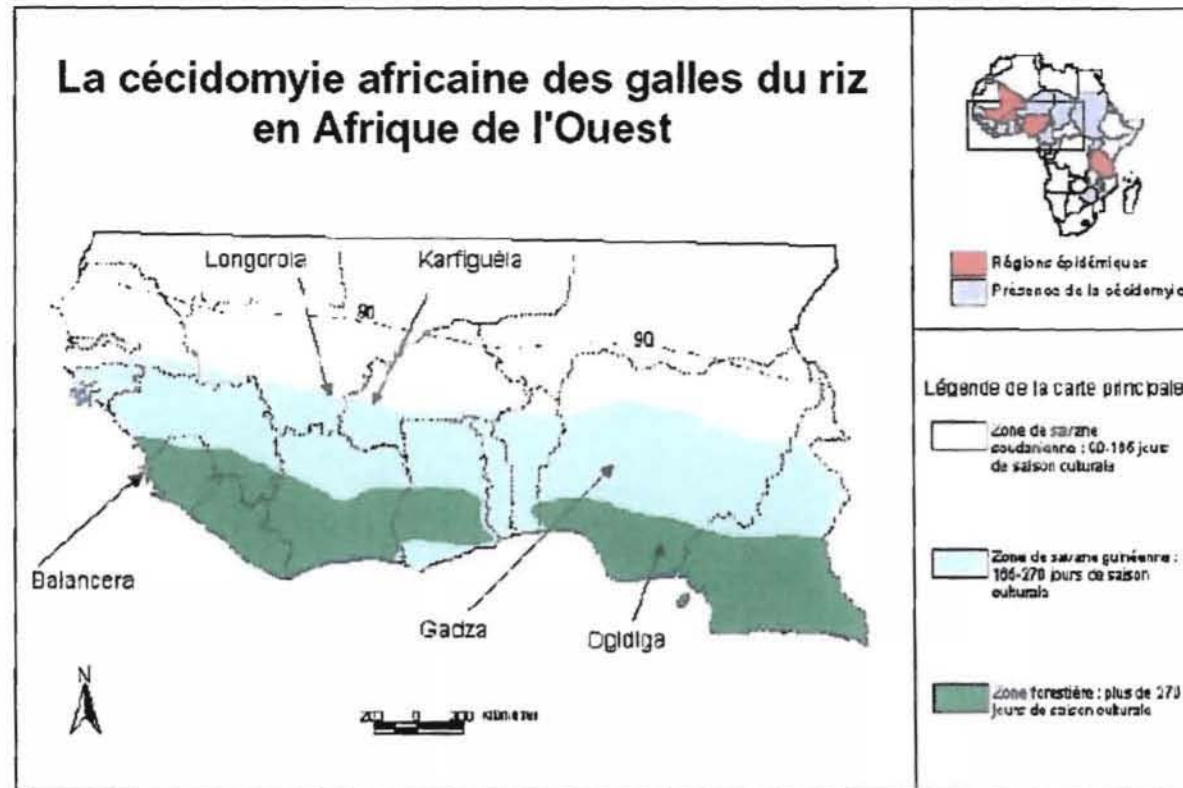 La cécidomyie africaine des galles du riz
en Afrique de l'Ouest
Longorola
Karfiguéla
90
90
Balancera
Gadza
Ogidiga
N
200 0
Régions épidémiques
Présence de la cécidomyie
Légende de la carte principale
Zone de savane
soudanienne :
de saison culturale
Zone de savane guinéenne :
jours de saison
culturale
Zone forestière : plus de 270
jours de saison culturale